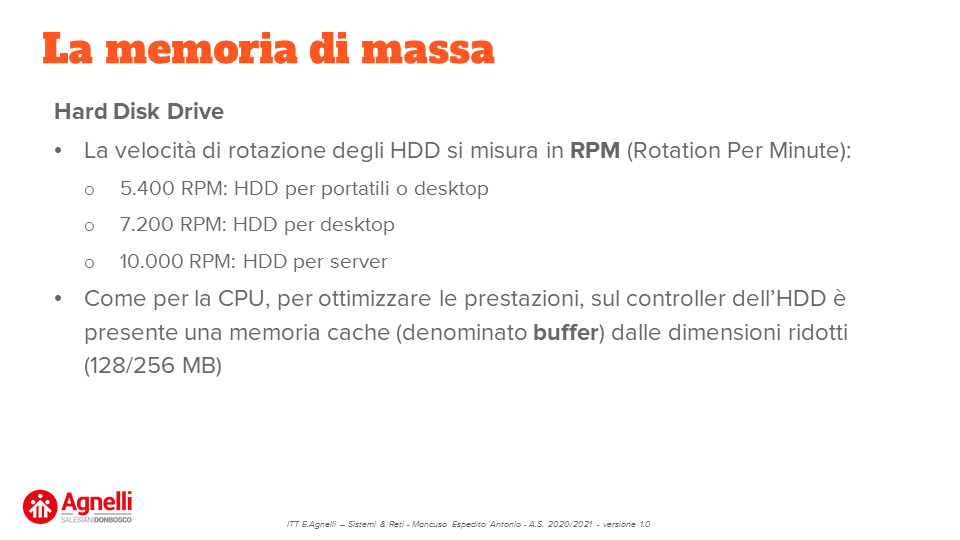 La memoria di massa
Hard Disk Drive
• La velocità di rotazione degli HDD si misura in RPM (Rotation Per Minute):
o 5.400 RPM: HDD per portatili o desktop
o 7.200 RPM: HDD per desktop
o 10.000 RPM: HDD per server
• Come per la CPU, per ottimizzare le prestazioni, sul controller dell’HDD è
presente una memoria cache (denominato buffer) dalle dimensioni ridotti
(128/256 MB)
Agnelli
SALESIANI DONBOSCO
ITT E.Agnelli – Sistemi & Reti - Mancuso Espedito Antonio - A.S. 2020/2021 - versione 1.0